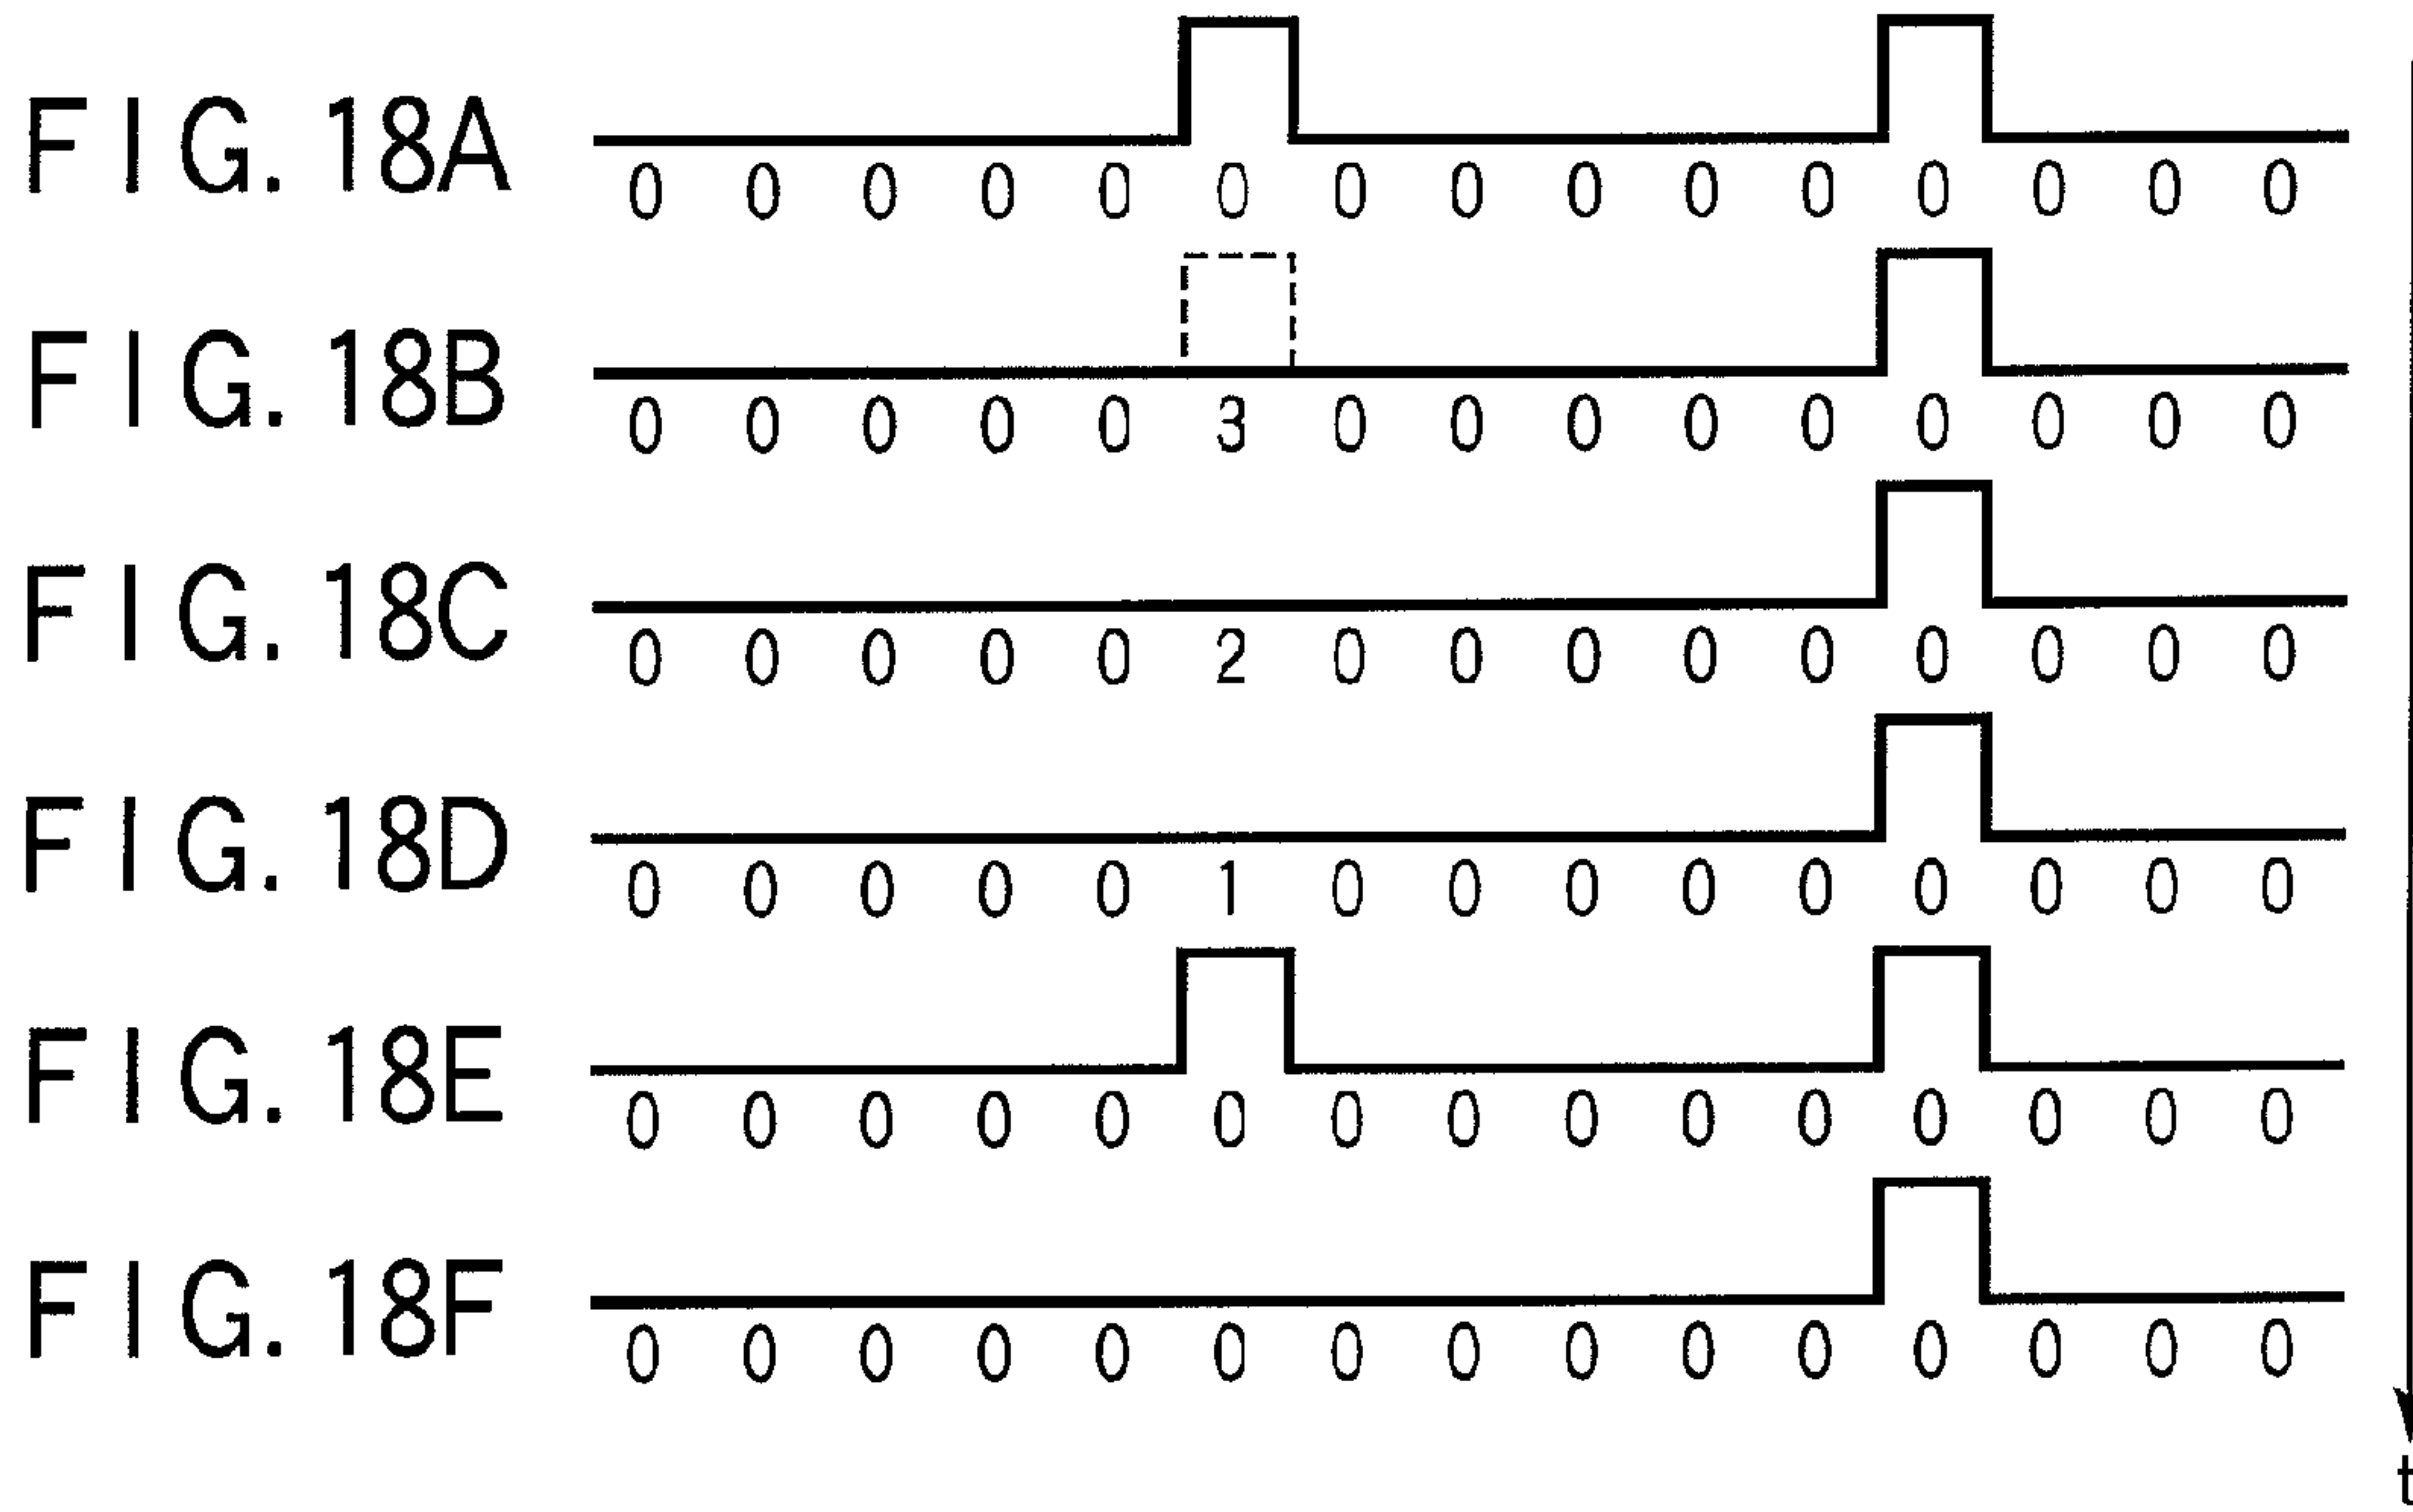 FIG. 18A
0 0 0 0 0 0 0 0 0 0 0 0 0 0 0
FIG. 18B
0 0 0 0 0 3 0 0 0 0 0 0 0 0 0
FIG. 18C
0 0 0 0 0 2 0 0 0 0 0 0 0 0 0
FIG. 18D
0 0 0 0 0 1 0 0 0 0 0 0 0 0 0
FIG. 18E
0 0 0 0 0 0 0 0 0 0 0 0 0 0 0
FIG. 18F
0 0 0 0 0 0 0 0 0 0 0 0 0 0 0
t